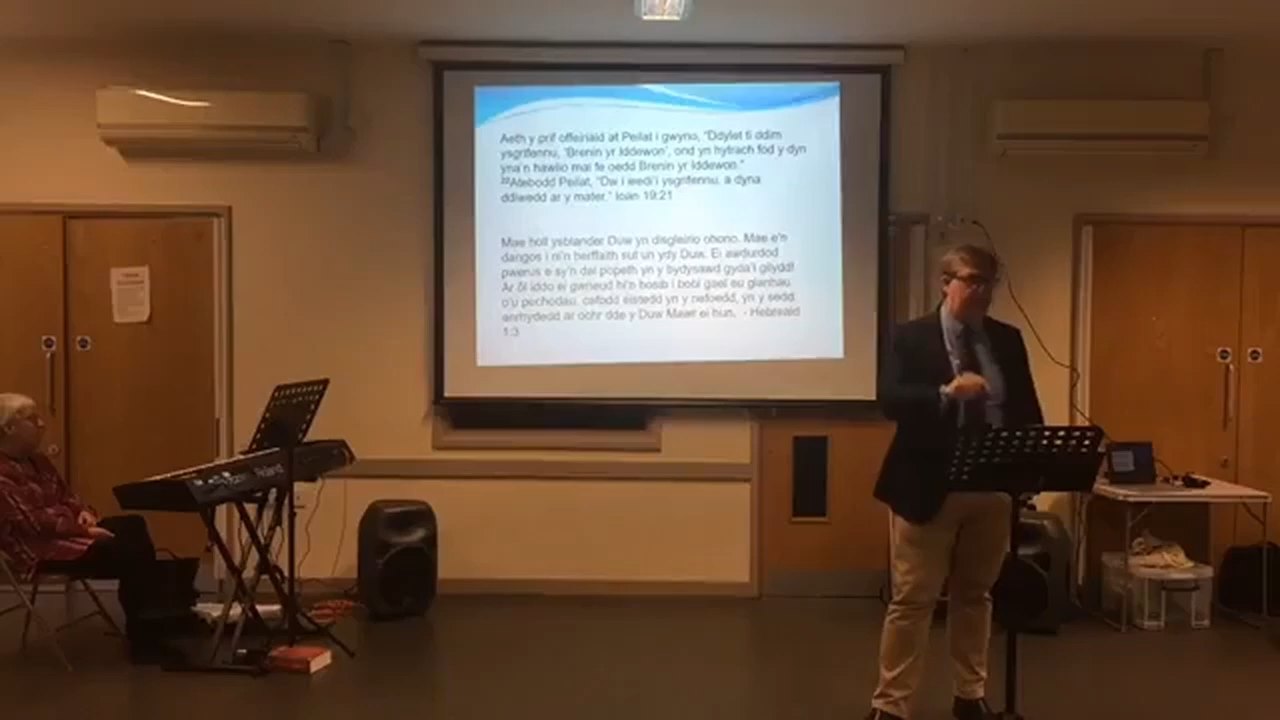 Aeth y prif offeiriaid at Peilat i gwyno, "Ddylet ti ddim
ysgrifennu, 'Brenin yr Iddewon', ond yn hytrach fod y dyn
yna'n hawlio mai fe oedd Brenin yr Iddewon."
²²Atebodd Peilat, "Dw i wedi'i ysgrifennu, a dyna
ddiwedd ar y mater." Ioan 19:21
Mae holl ysblander Duw yn disgleirio ohono. Mae e'n
dangos i ni'n berffaith sut un ydy Duw. Ei awdurdod
pwerus e sy'n dal popeth yn y bydysawd gyda'i gilydd!
Ar ôl iddo ei gwneud hi'n bosib i bobl gael eu glanhau
o'u pechodau, cafodd eistedd yn y nefoedd, yn y sedd
anrhydedd ar ochr dde y Duw Mawr ei hun. - Hebreaid
1:3
Roland